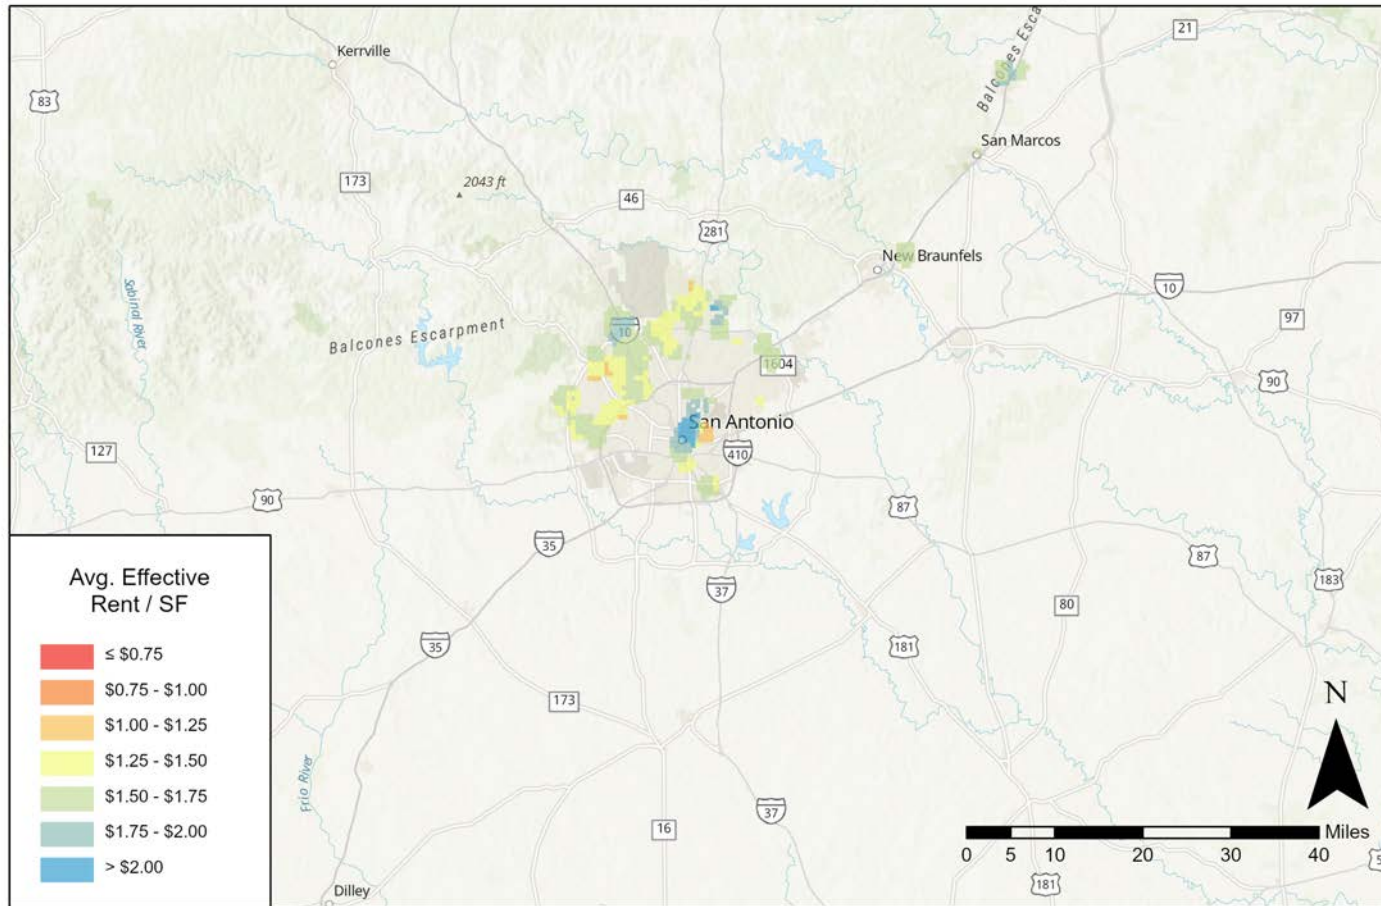 Balcones Esca
21
Kerrville
83
San Marcos
173
2043 ft
46
281
New Braunfels
10
Sabinal River
97
Balcones Escarpment
10
1604
90
San Antonio
127
410
90
87
35
87
Avg. Effective
Rent / SF
≤ $0.75
$0.75 - $1.00
$1.00 - $1.25
$1.25 - $1.50
$1.50 - $1.75
$1.75 - $2.00
> $2.00
37
183
80
35
181
173
N
Frio River
37
16
Miles
0 5 10 20 30 40
5
181
Dilley